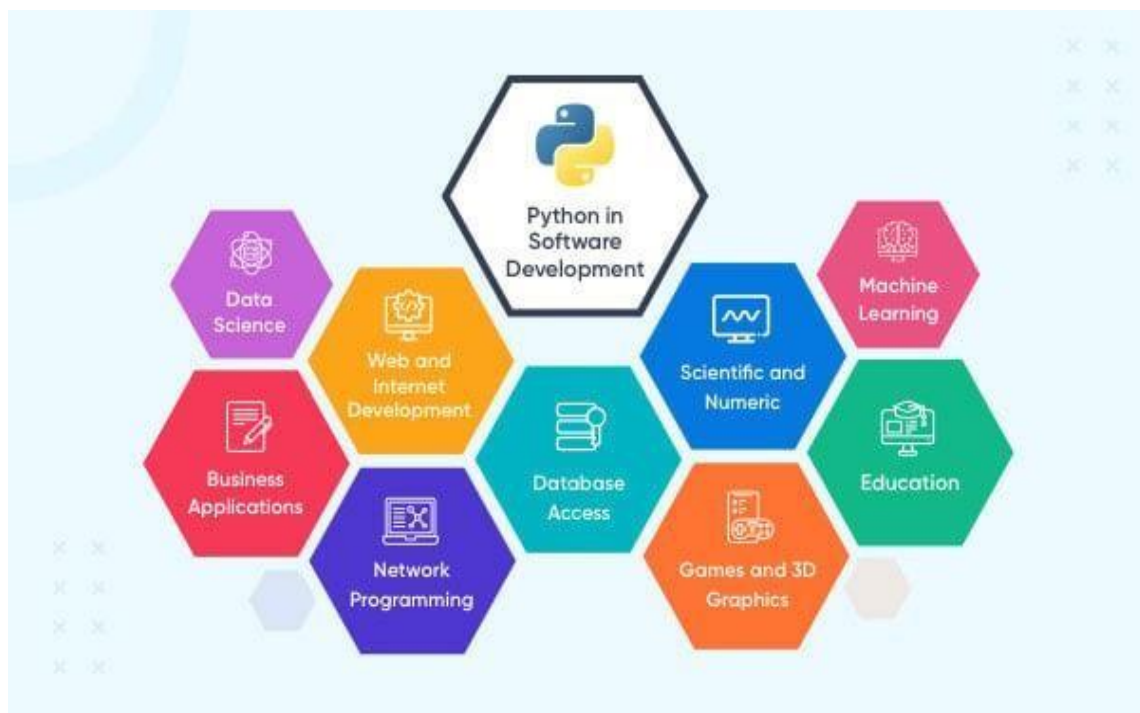 Python in
Software
Development
Data
Science
Web and
Internet
Development
Scientific and
Numeric
Machine
Learning
Business
Applications
Database
Access
Education
Network
Programming
Games and 3D
Graphics